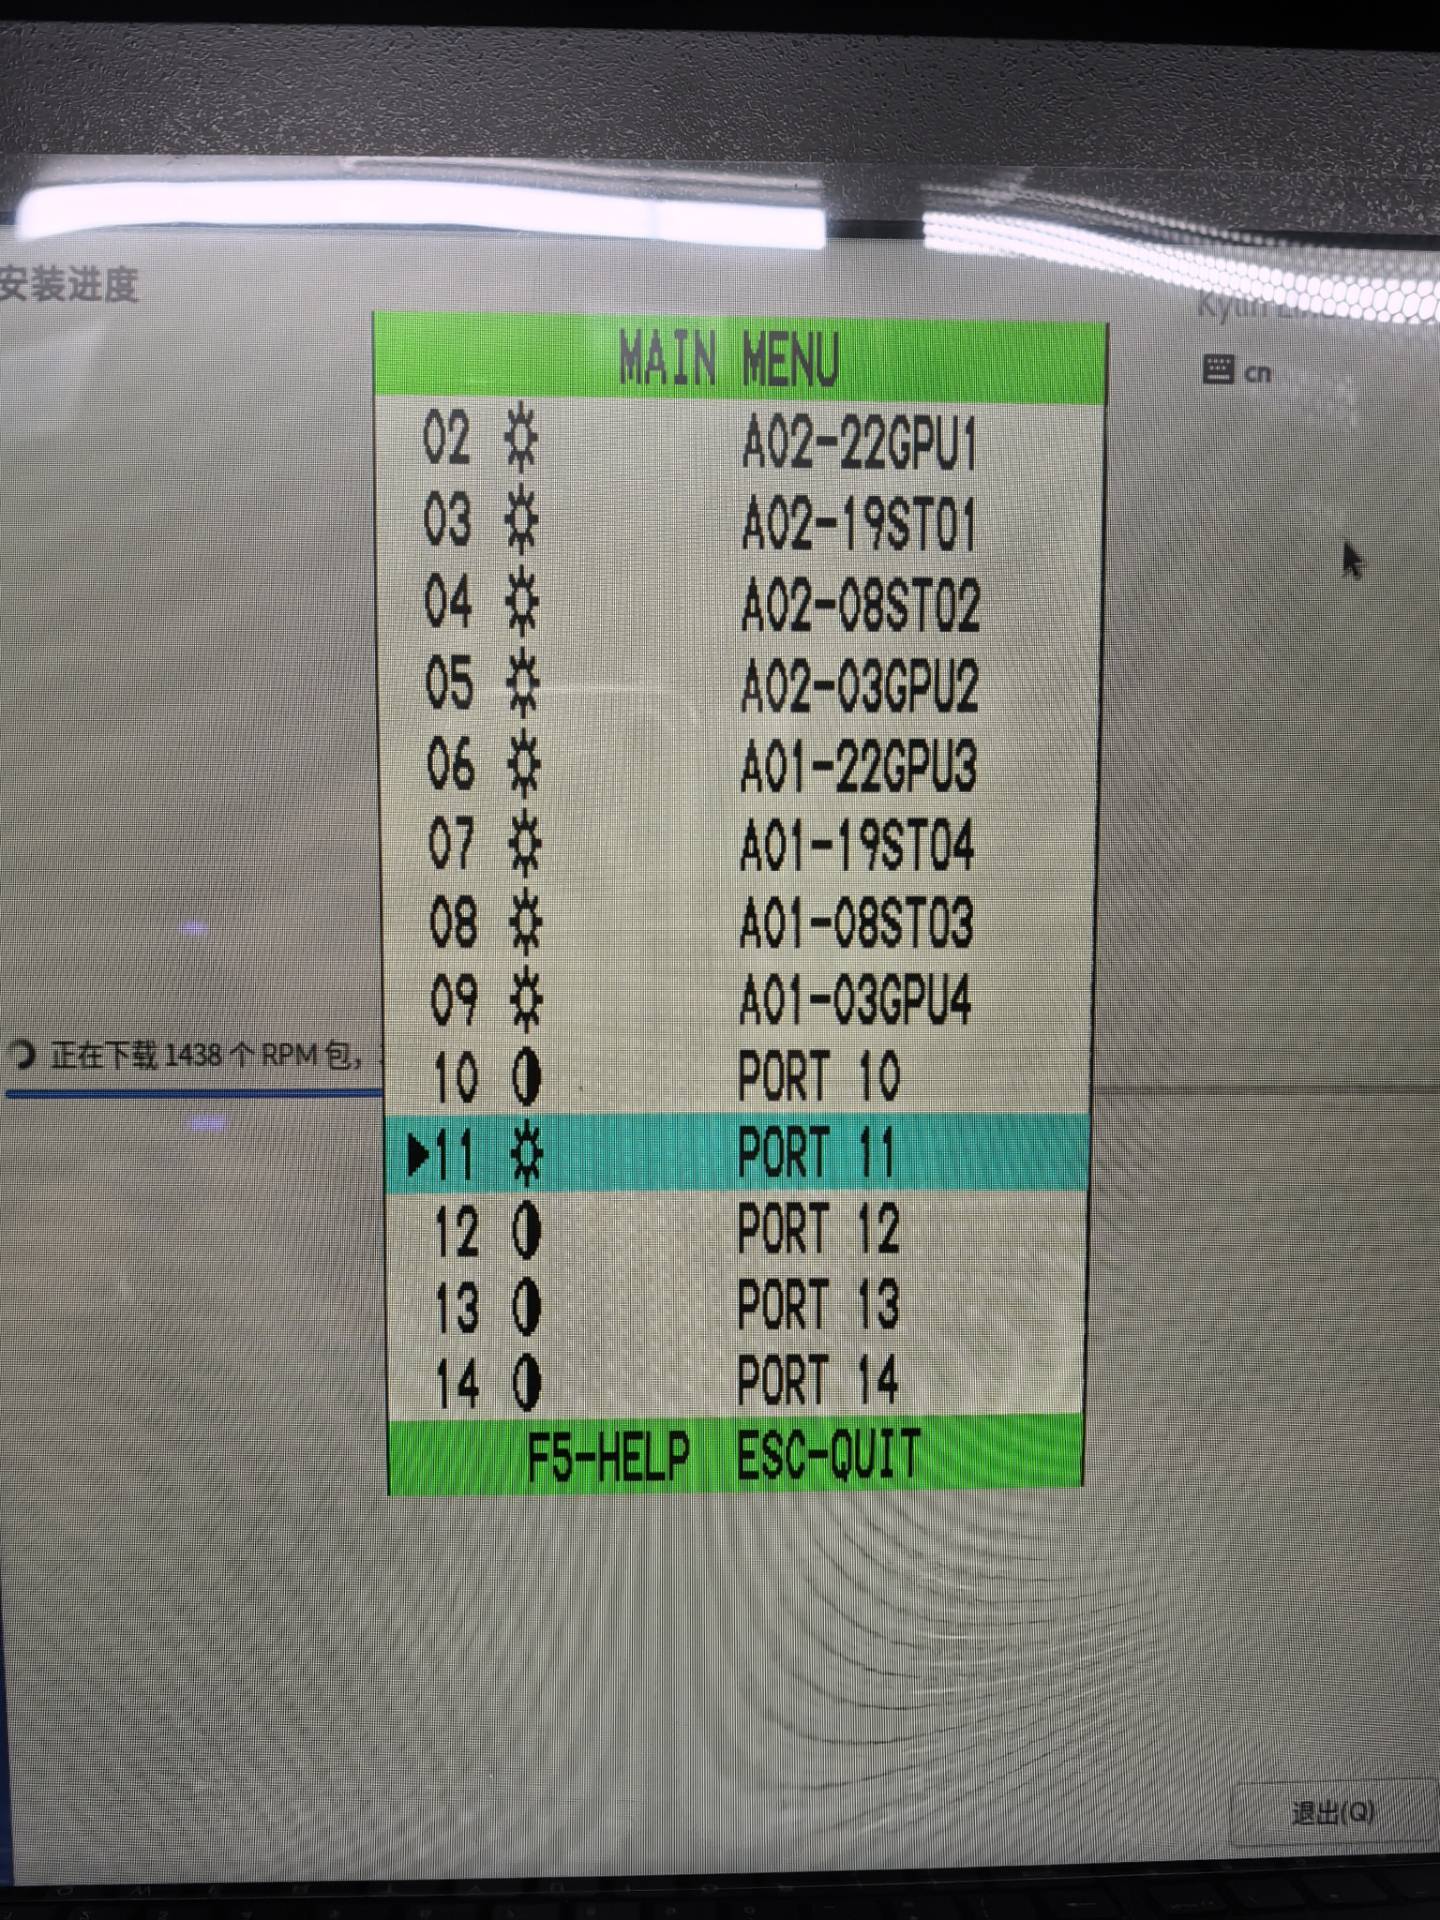 安装进度
cn
MAIN MENU
02 A02-22GPU1
03 A02-19ST01
04 A02-08ST02
05 A02-03GPU2
06 A01-22GPU3
07 A01-19ST04
08 A01-08ST03
09 A01-03GPU4
10 PORT 10
11 PORT 11
12 PORT 12
13 PORT 13
14 PORT 14
F5-HELP ESC-QUIT
正在下载 1438 个 RPM 包，
退出(Q)